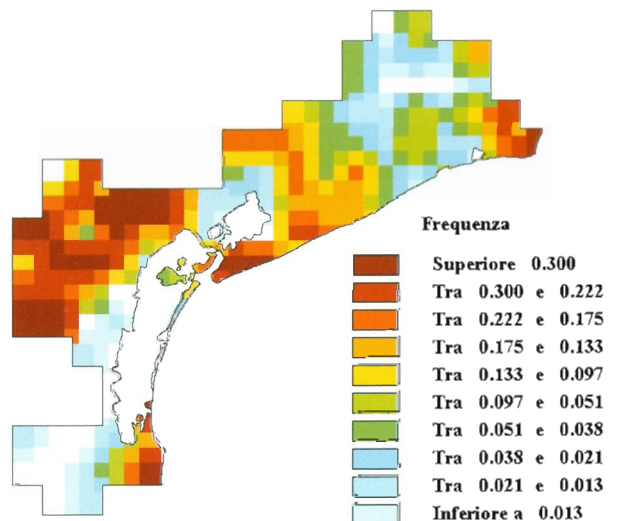 Frequenza
Superiore 0.300
Tra 0.300 e 0.222
Tra 0.222 e 0.175
Tra 0.175 e 0.133
Tra 0.133 e 0.097
Tra 0.097 e 0.051
Tra 0.051 e 0.038
Tra 0.038 e 0.021
Tra 0.021 e 0.013
Inferiore a 0.013